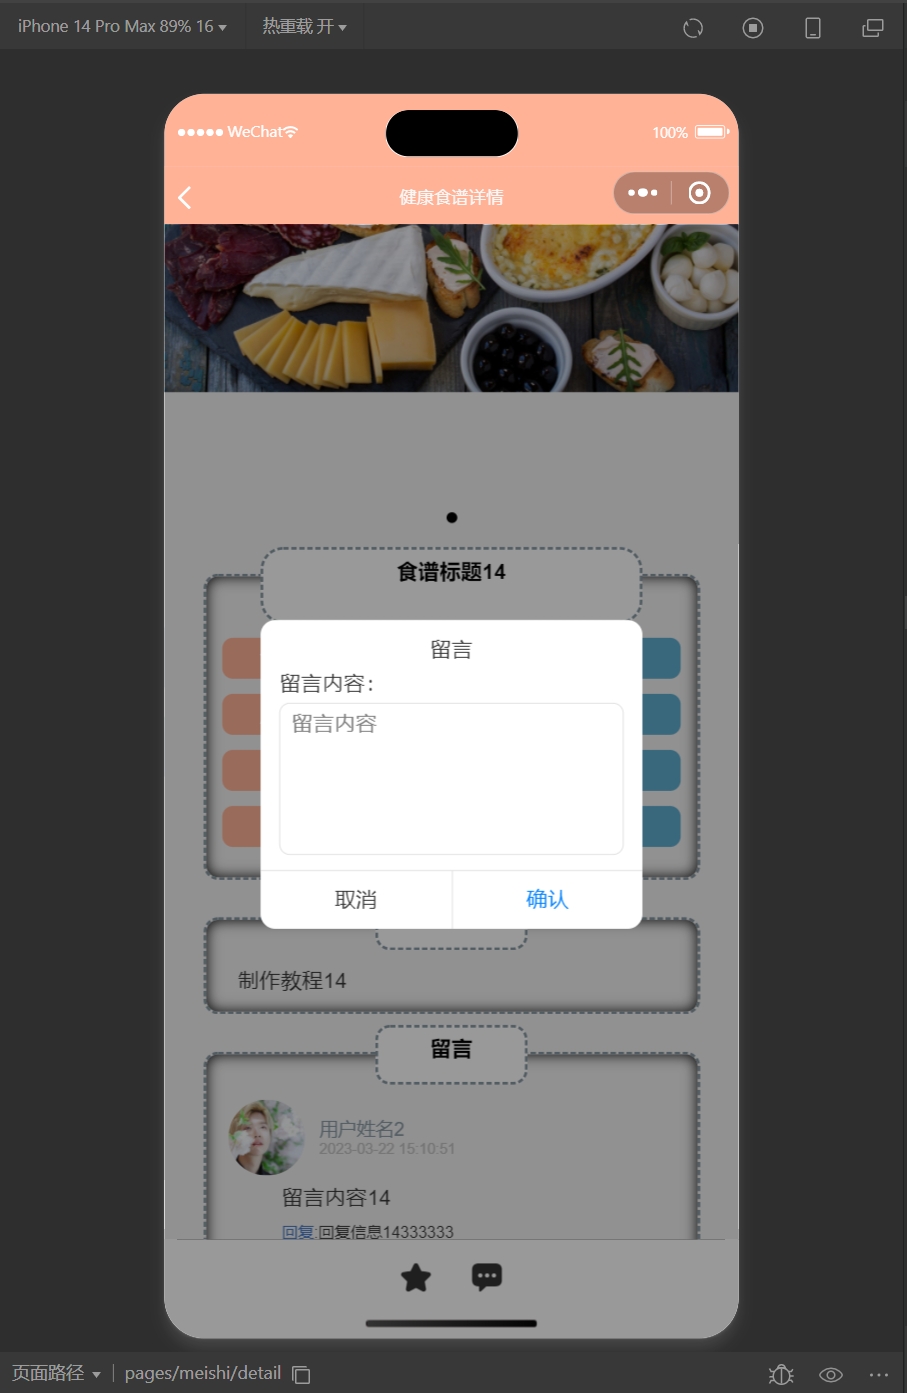 iPhone 14 Pro Max 89% 16
热重载 开
WeChat
100%
健康食谱详情
食谱标题14
留言
留言内容：
留言内容
取消
确认
制作教程14
留言
用户姓名2
2023-03-22 15:10:51
留言内容14
回复:回复信息14333333
页面路径
pages/meishi/detail